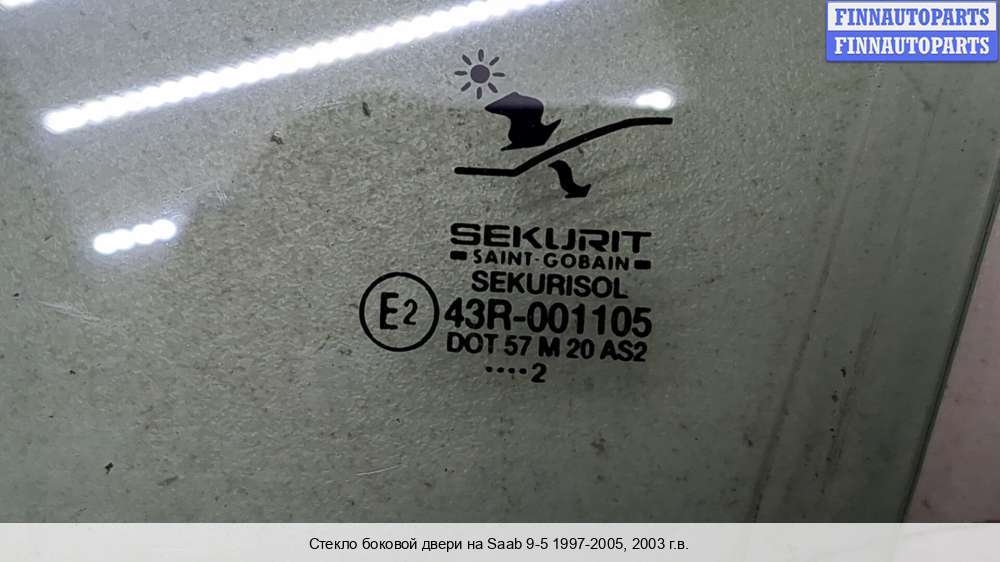 FINNAUTOPARTS
FINNAUTOPARTS
SEKURIT
SAINT-GOBAIN
SEKURISOL
E2 43R-001105
DOT 57 M 20 AS2
····2
Стекло боковой двери на Saab 9-5 1997-2005, 2003 г.в.